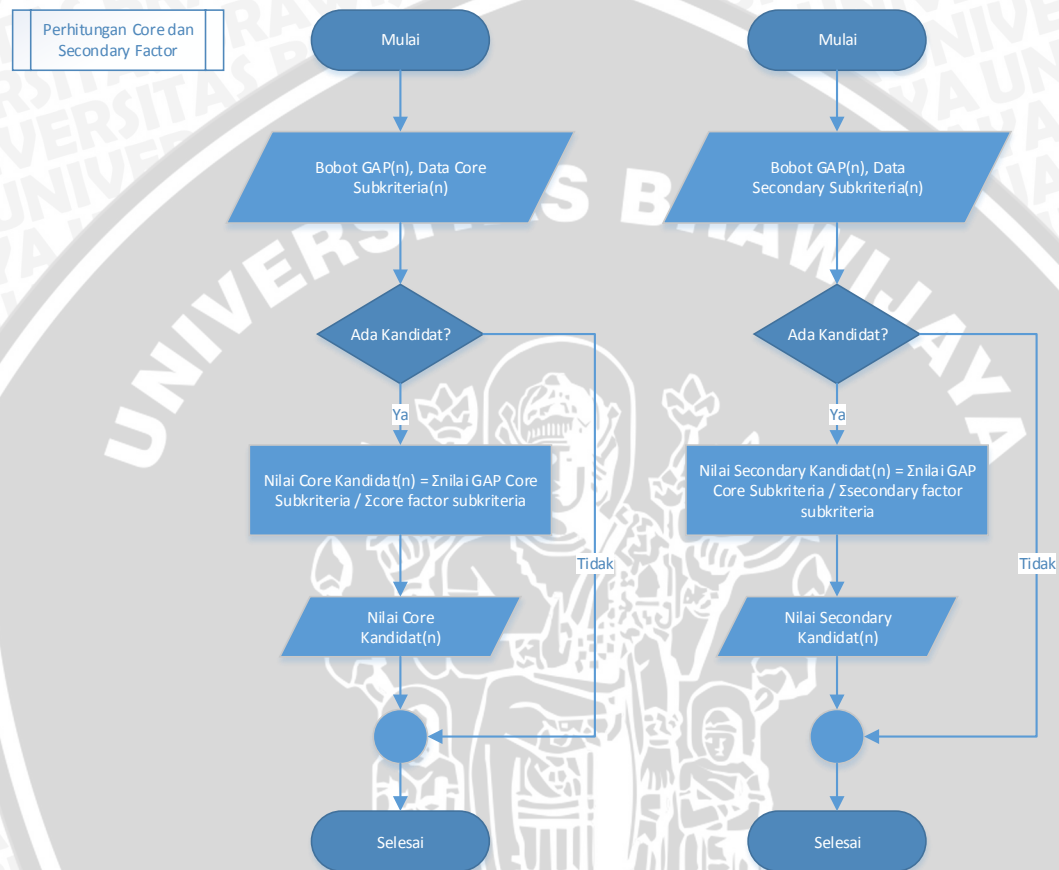 Perhitungan Core dan
Secondary Factor
Mulai
Bobot GAP(n), Data Core
Subkriteria(n)
Ada Kandidat?
Ya
Tidak
Nilai Core Kandidat(n) = Σnilai GAP Core
Subkriteria / Σcore factor subkriteria
Nilai Core
Kandidat(n)
Selesai
Mulai
Bobot GAP(n), Data
Secondary Subkriteria(n)
Ada Kandidat?
Ya
Tidak
Nilai Secondary Kandidat(n) = Σnilai GAP
Core Subkriteria / Σsecondary factor
subkriteria
Nilai Secondary
Kandidat(n)
Selesai
UNIVERSITAS BRAWIJAYA